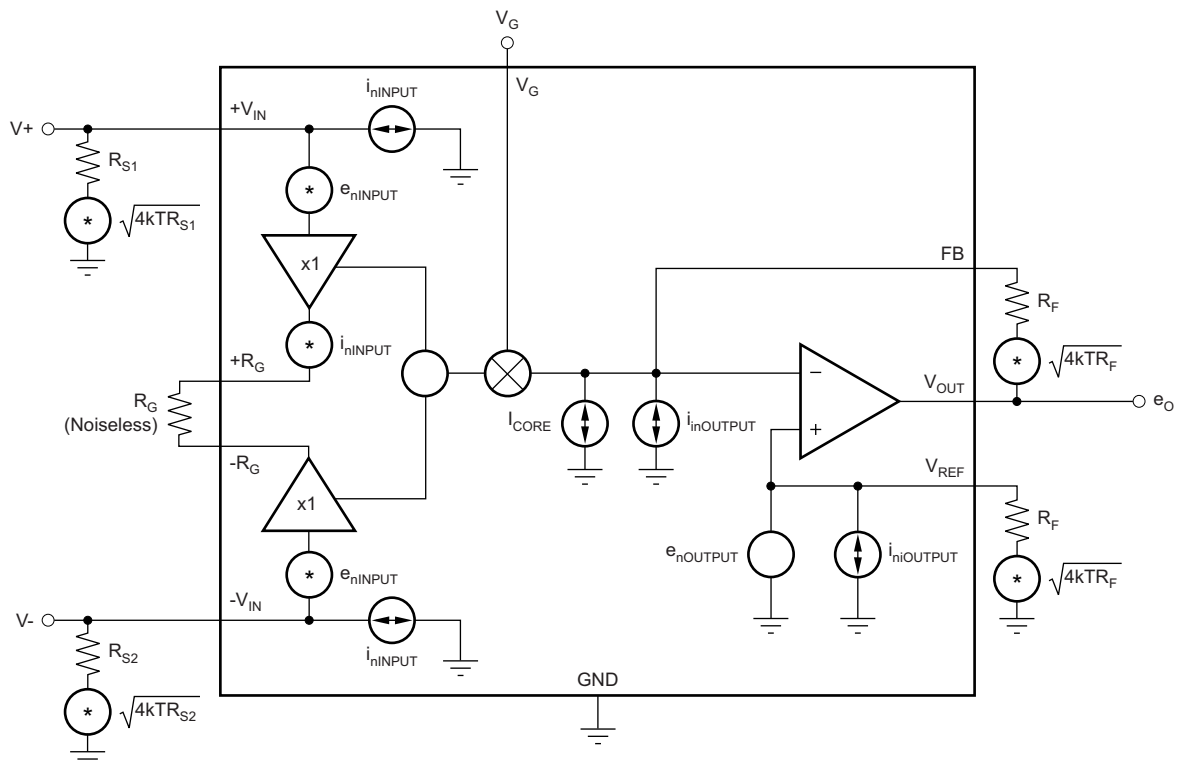 V_G
V_G
i_nINPUT
+V_IN
V+
R_S1
e_nINPUT
* √4kTR_S1
*
x1
FB
R_F
i_nINPUT
*
* √4kTR_F
+R_G
R_G
(Noiseless)
-R_G
I_CORE
i_inOUTPUT
−
+
V_OUT
e_O
V_REF
x1
R_F
e_nOUTPUT
i_niOUTPUT
* √4kTR_F
e_nINPUT
*
-V_IN
V-
i_nINPUT
R_S2
GND
* √4kTR_S2